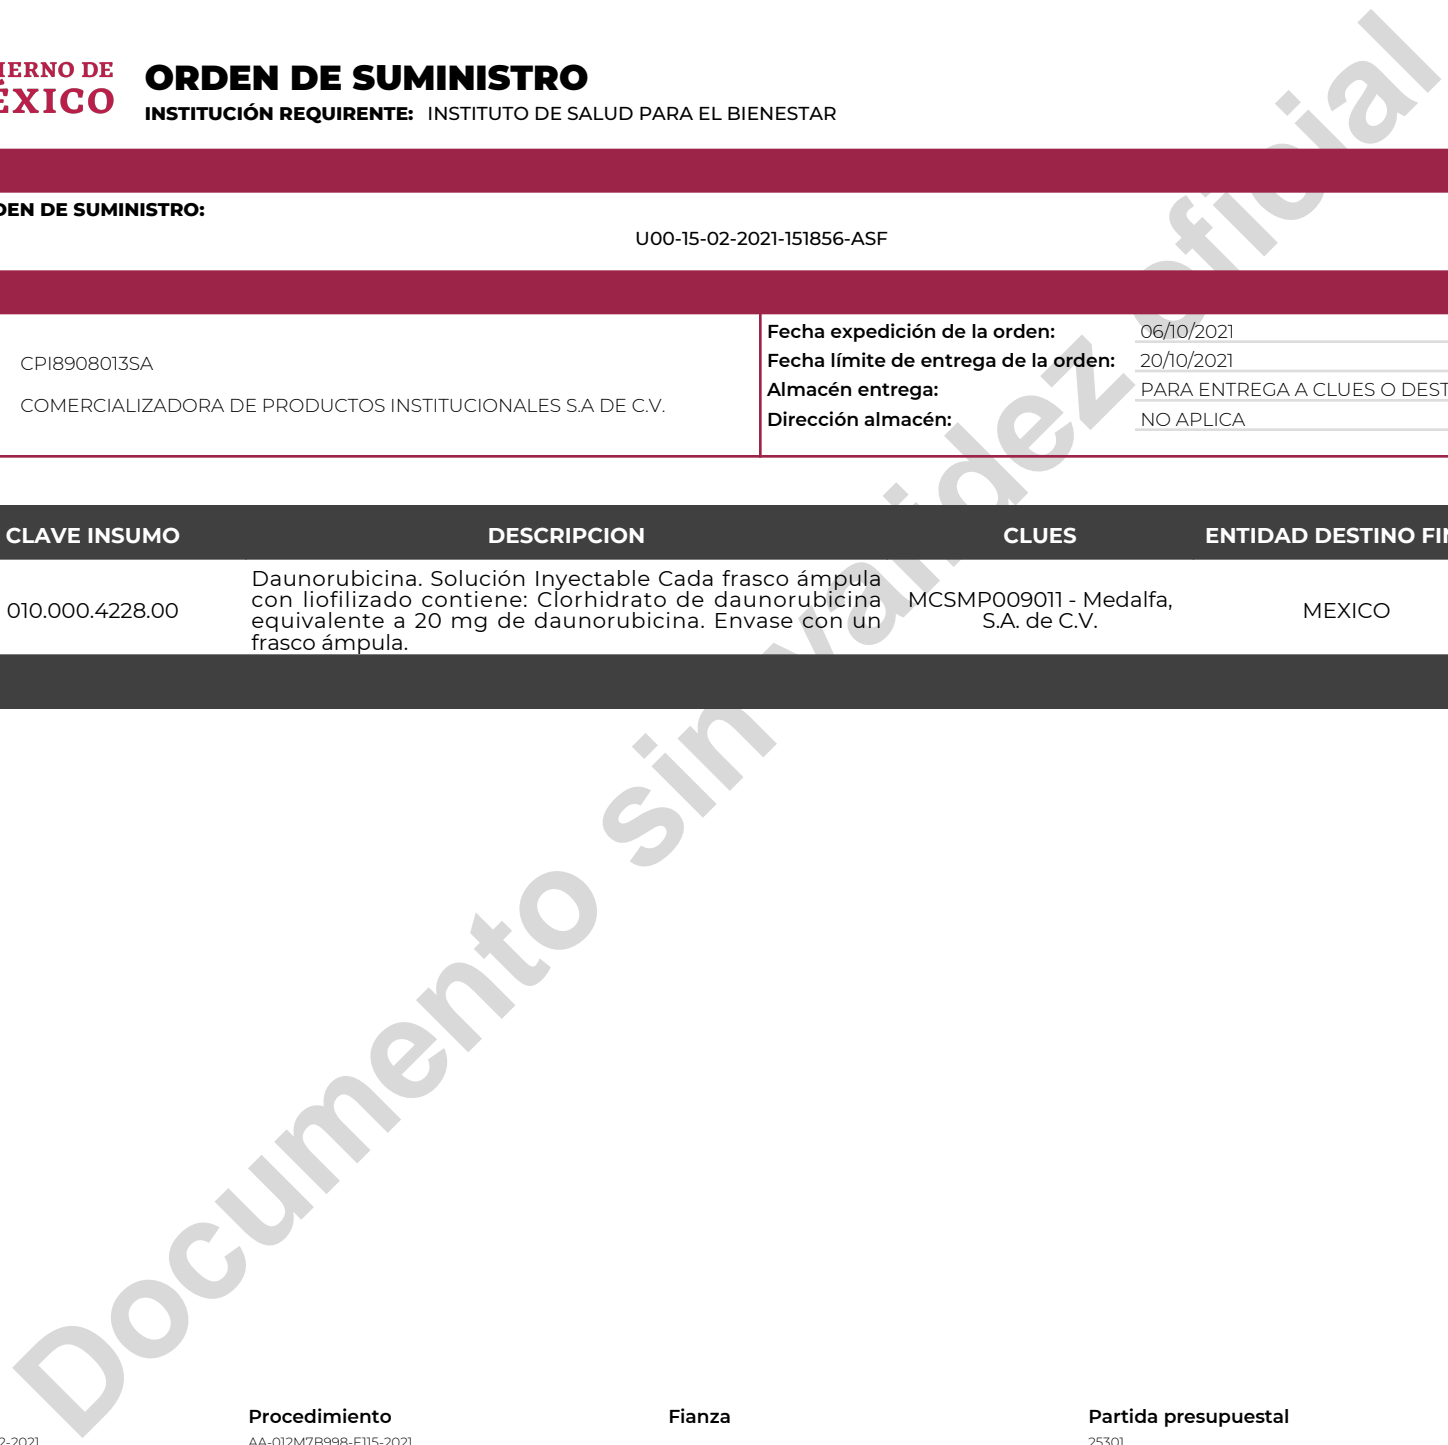 IERNO DE
ÉXICO
ORDEN DE SUMINISTRO
INSTITUCIÓN REQUIRENTE: INSTITUTO DE SALUD PARA EL BIENESTAR
DEN DE SUMINISTRO:
U00-15-02-2021-151856-ASF
CPI8908013SA
COMERCIALIZADORA DE PRODUCTOS INSTITUCIONALES S.A DE C.V.
Fecha expedición de la orden: 06/10/2021
Fecha límite de entrega de la orden: 20/10/2021
Almacén entrega: PARA ENTREGA A CLUES O DEST
Dirección almacén: NO APLICA
CLAVE INSUMO DESCRIPCION CLUES ENTIDAD DESTINO FIN
010.000.4228.00
Daunorubicina. Solución Inyectable Cada frasco ámpula
con liofilizado contiene: Clorhidrato de daunorubicina
equivalente a 20 mg de daunorubicina. Envase con un
frasco ámpula.
MCSMP009011 - Medalfa,
S.A. de C.V.
MEXICO
Documento sin validez oficial
Procedimiento Fianza Partida presupuestal
2-2021 AA-012M7B998-E115-2021 25301